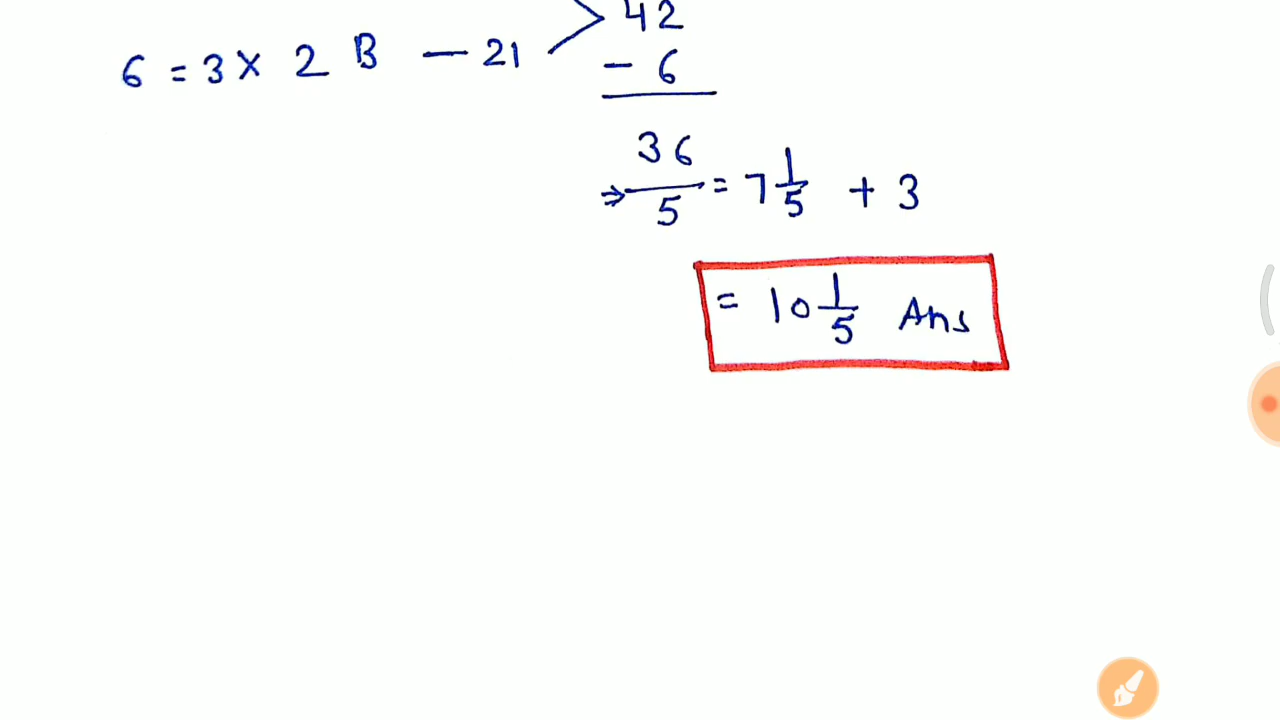 42
6 = 3 × 2 B — 21 >
- 6
36
⇒ — = 7 1/5 + 3
5
= 10 1/5 Ans